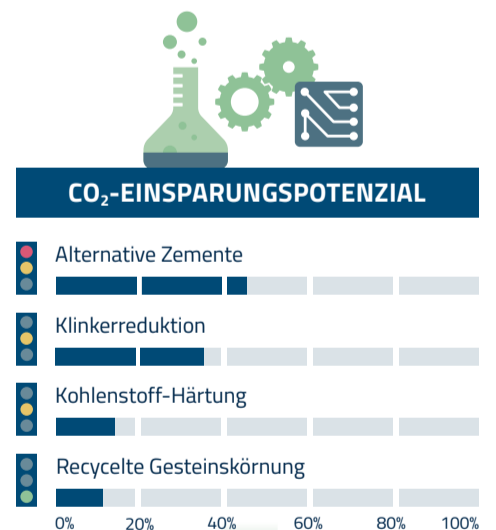 CO₂-EINSPARUNGSPOTENZIAL
Alternative Zemente
Klinkerreduktion
Kohlenstoff-Härtung
Recycelte Gesteinskörnung
0% 20% 40% 60% 80% 100%